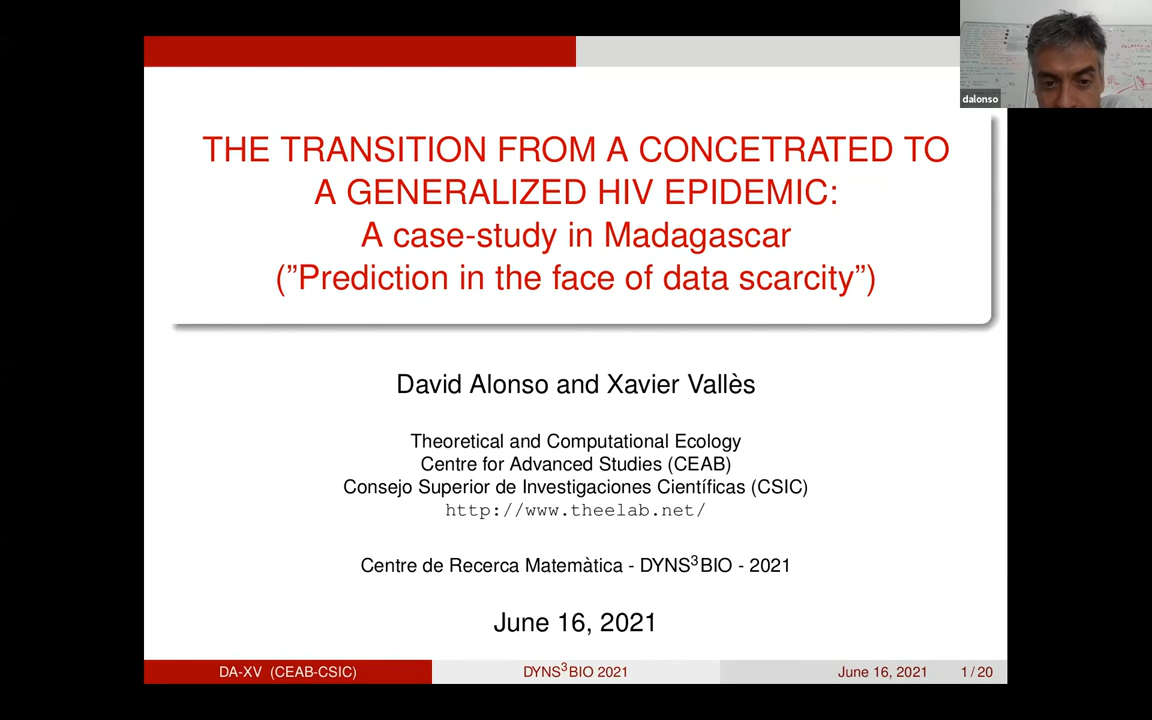 dalonso
THE TRANSITION FROM A CONCETRATED TO
A GENERALIZED HIV EPIDEMIC:
A case-study in Madagascar
(”Prediction in the face of data scarcity”)
David Alonso and Xavier Vallès
Theoretical and Computational Ecology
Centre for Advanced Studies (CEAB)
Consejo Superior de Investigaciones Científicas (CSIC)
http://www.theelab.net/
Centre de Recerca Matemàtica - DYNS³BIO - 2021
June 16, 2021
DA-XV (CEAB-CSIC) DYNS³BIO 2021 June 16, 2021 1 / 20